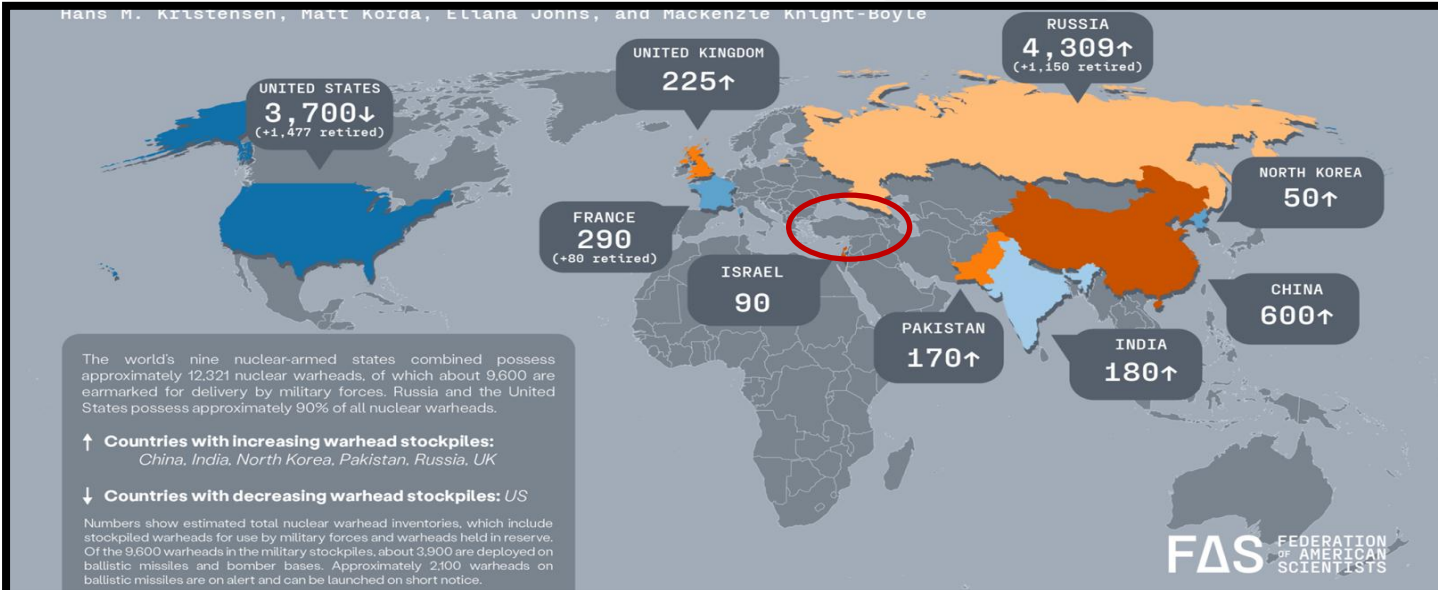 Hans M. Kristensen, Matt Korda, Eliana Johns, and Mackenzie Knight-Boyle
RUSSIA
4,309↑
(+1,150 retired)
UNITED KINGDOM
225↑
UNITED STATES
3,700↓
(+1,477 retired)
NORTH KOREA
50↑
FRANCE
290
(+80 retired)
ISRAEL
90
CHINA
600↑
PAKISTAN
170↑
INDIA
180↑
The world's nine nuclear-armed states combined possess
approximately 12,321 nuclear warheads, of which about 9,600 are
earmarked for delivery by military forces. Russia and the United
States possess approximately 90% of all nuclear warheads.
↑ Countries with increasing warhead stockpiles:
China, India, North Korea, Pakistan, Russia, UK
↓ Countries with decreasing warhead stockpiles: US
Numbers show estimated total nuclear warhead inventories, which include
stockpiled warheads for use by military forces and warheads held in reserve.
Of the 9,600 warheads in the military stockpiles, about 3,900 are deployed on
ballistic missiles and bomber bases. Approximately 2,100 warheads on
ballistic missiles are on alert and can be launched on short notice.
FAS
FEDERATION
OF AMERICAN
SCIENTISTS